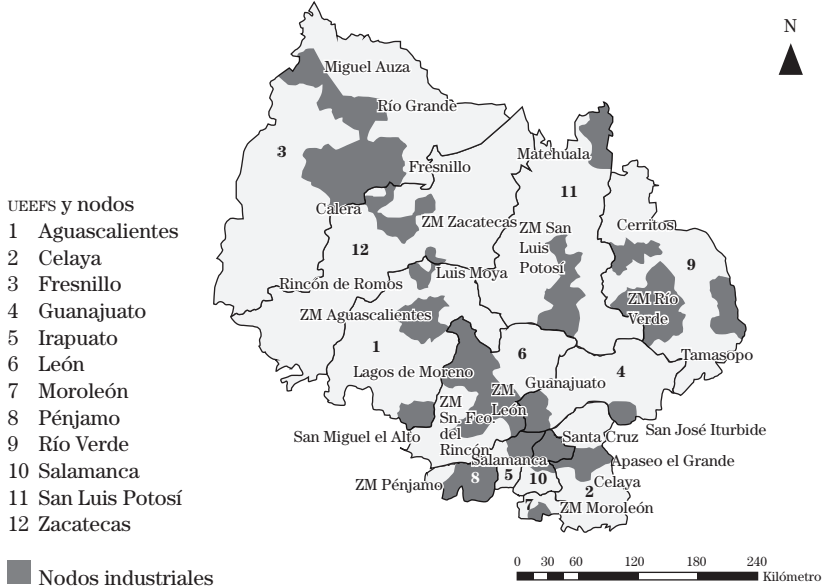 N
Miguel Auza
Río Grande
3
Fresnillo
Matehuala
11
Calera
ZM Zacatecas
ZM San
Luis
Potosí
Cerritos
12
9
Rincón de Romos
Luis Moya
ZM Río
Verde
ZM Aguascalientes
1
6
Tamasopo
Lagos de Moreno
Guanajuato
4
ZM
León
ZM
Sn. Fco.
del
Rincón
San Miguel el Alto
Santa Cruz
San José Iturbide
Salamanca
Apaseo el Grande
ZM Pénjamo
8
5
10
2
Celaya
7
ZM Moroleón
UEEFS y nodos
1 Aguascalientes
2 Celaya
3 Fresnillo
4 Guanajuato
5 Irapuato
6 León
7 Moroleón
8 Pénjamo
9 Río Verde
10 Salamanca
11 San Luis Potosí
12 Zacatecas
Nodos industriales
0 30 60 120 180 240
Kilómetro